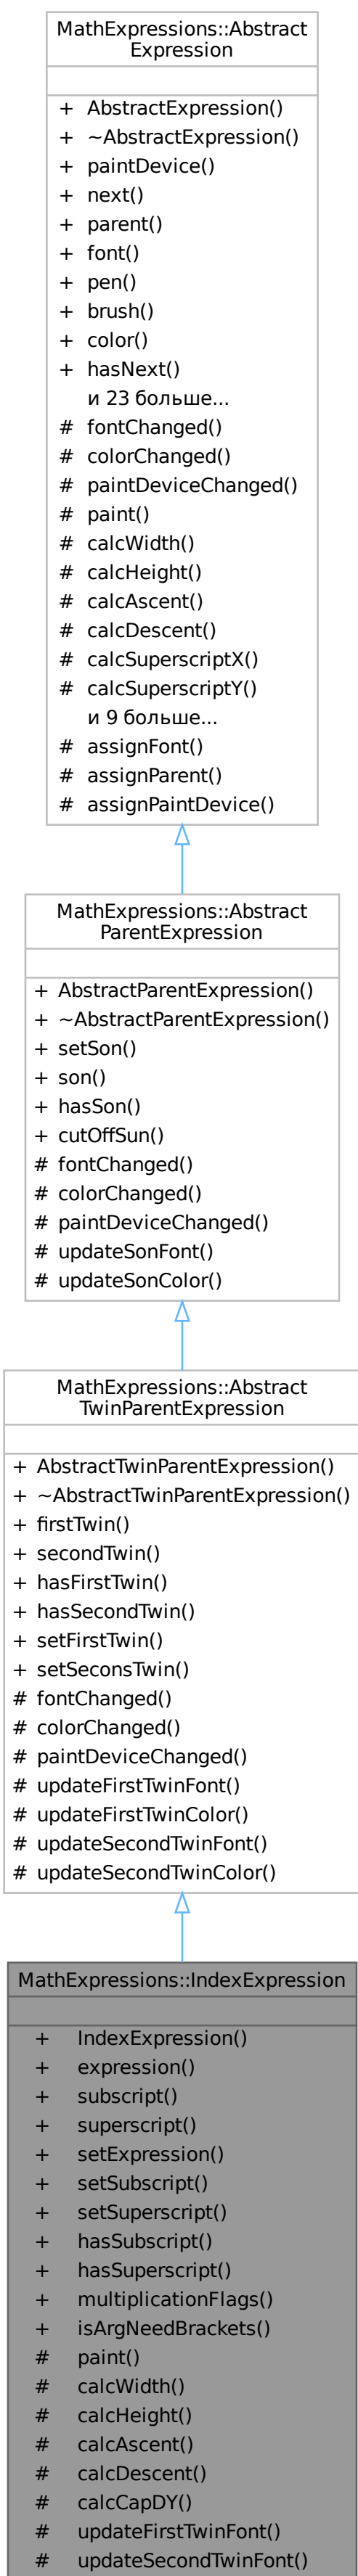 MathExpressions::Abstract
Expression
+ AbstractExpression()
+ ~AbstractExpression()
+ paintDevice()
+ next()
+ parent()
+ font()
+ pen()
+ brush()
+ color()
+ hasNext()
и 23 больше...
# fontChanged()
# colorChanged()
# paintDeviceChanged()
# paint()
# calcWidth()
# calcHeight()
# calcAscent()
# calcDescent()
# calcSuperscriptX()
# calcSuperscriptY()
и 9 больше...
# assignFont()
# assignParent()
# assignPaintDevice()
MathExpressions::Abstract
ParentExpression
+ AbstractParentExpression()
+ ~AbstractParentExpression()
+ setSon()
+ son()
+ hasSon()
+ cutOffSun()
# fontChanged()
# colorChanged()
# paintDeviceChanged()
# updateSonFont()
# updateSonColor()
MathExpressions::Abstract
TwinParentExpression
+ AbstractTwinParentExpression()
+ ~AbstractTwinParentExpression()
+ firstTwin()
+ secondTwin()
+ hasFirstTwin()
+ hasSecondTwin()
+ setFirstTwin()
+ setSeconsTwin()
# fontChanged()
# colorChanged()
# paintDeviceChanged()
# updateFirstTwinFont()
# updateFirstTwinColor()
# updateSecondTwinFont()
# updateSecondTwinColor()
MathExpressions::IndexExpression
+ IndexExpression()
+ expression()
+ subscript()
+ superscript()
+ setExpression()
+ setSubscript()
+ setSuperscript()
+ hasSubscript()
+ hasSuperscript()
+ multiplicationFlags()
+ isArgNeedBrackets()
# paint()
# calcWidth()
# calcHeight()
# calcAscent()
# calcDescent()
# calcCapDY()
# updateFirstTwinFont()
# updateSecondTwinFont()